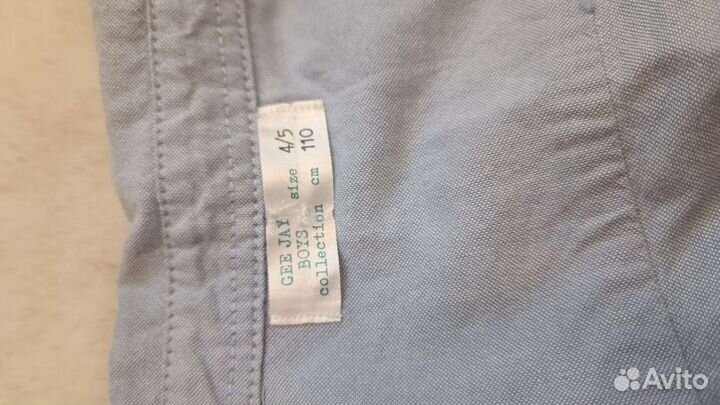 GEE JAY
BOYS size 4/5
collection cm 110
Avito